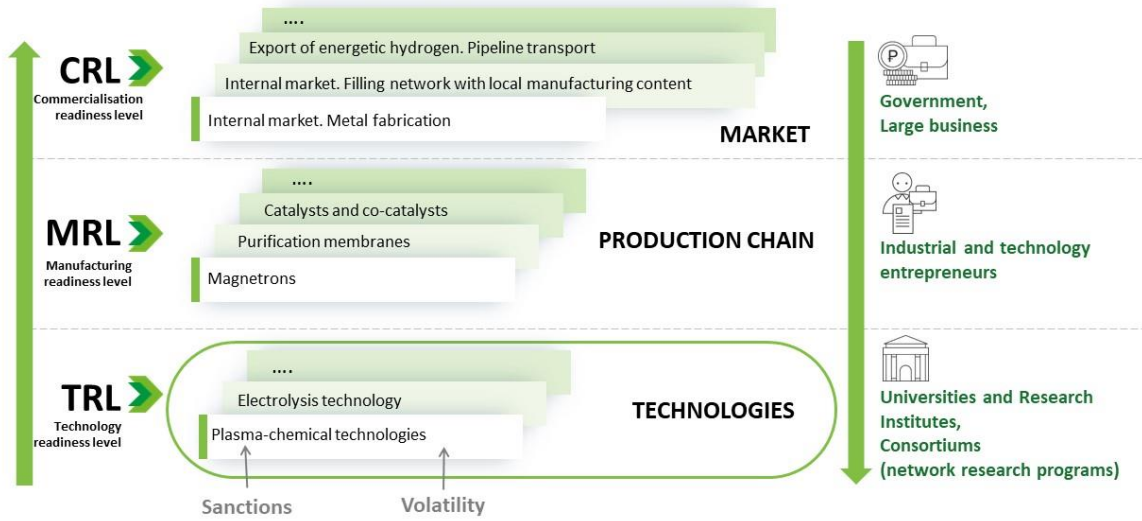 ....
Export of energetic hydrogen. Pipeline transport
CRL
Internal market. Filling network with local manufacturing content
Commercialisation
readiness level
Internal market. Metal fabrication
MARKET
₽
Government,
Large business
....
Catalysts and co-catalysts
MRL
Purification membranes
PRODUCTION CHAIN
Manufacturing
readiness level
Magnetrons
Industrial and technology
entrepreneurs
....
TRL
Electrolysis technology
TECHNOLOGIES
Technology
readiness level
Plasma-chemical technologies
Universities and Research
Institutes,
Consortiums
(network research programs)
Sanctions
Volatility